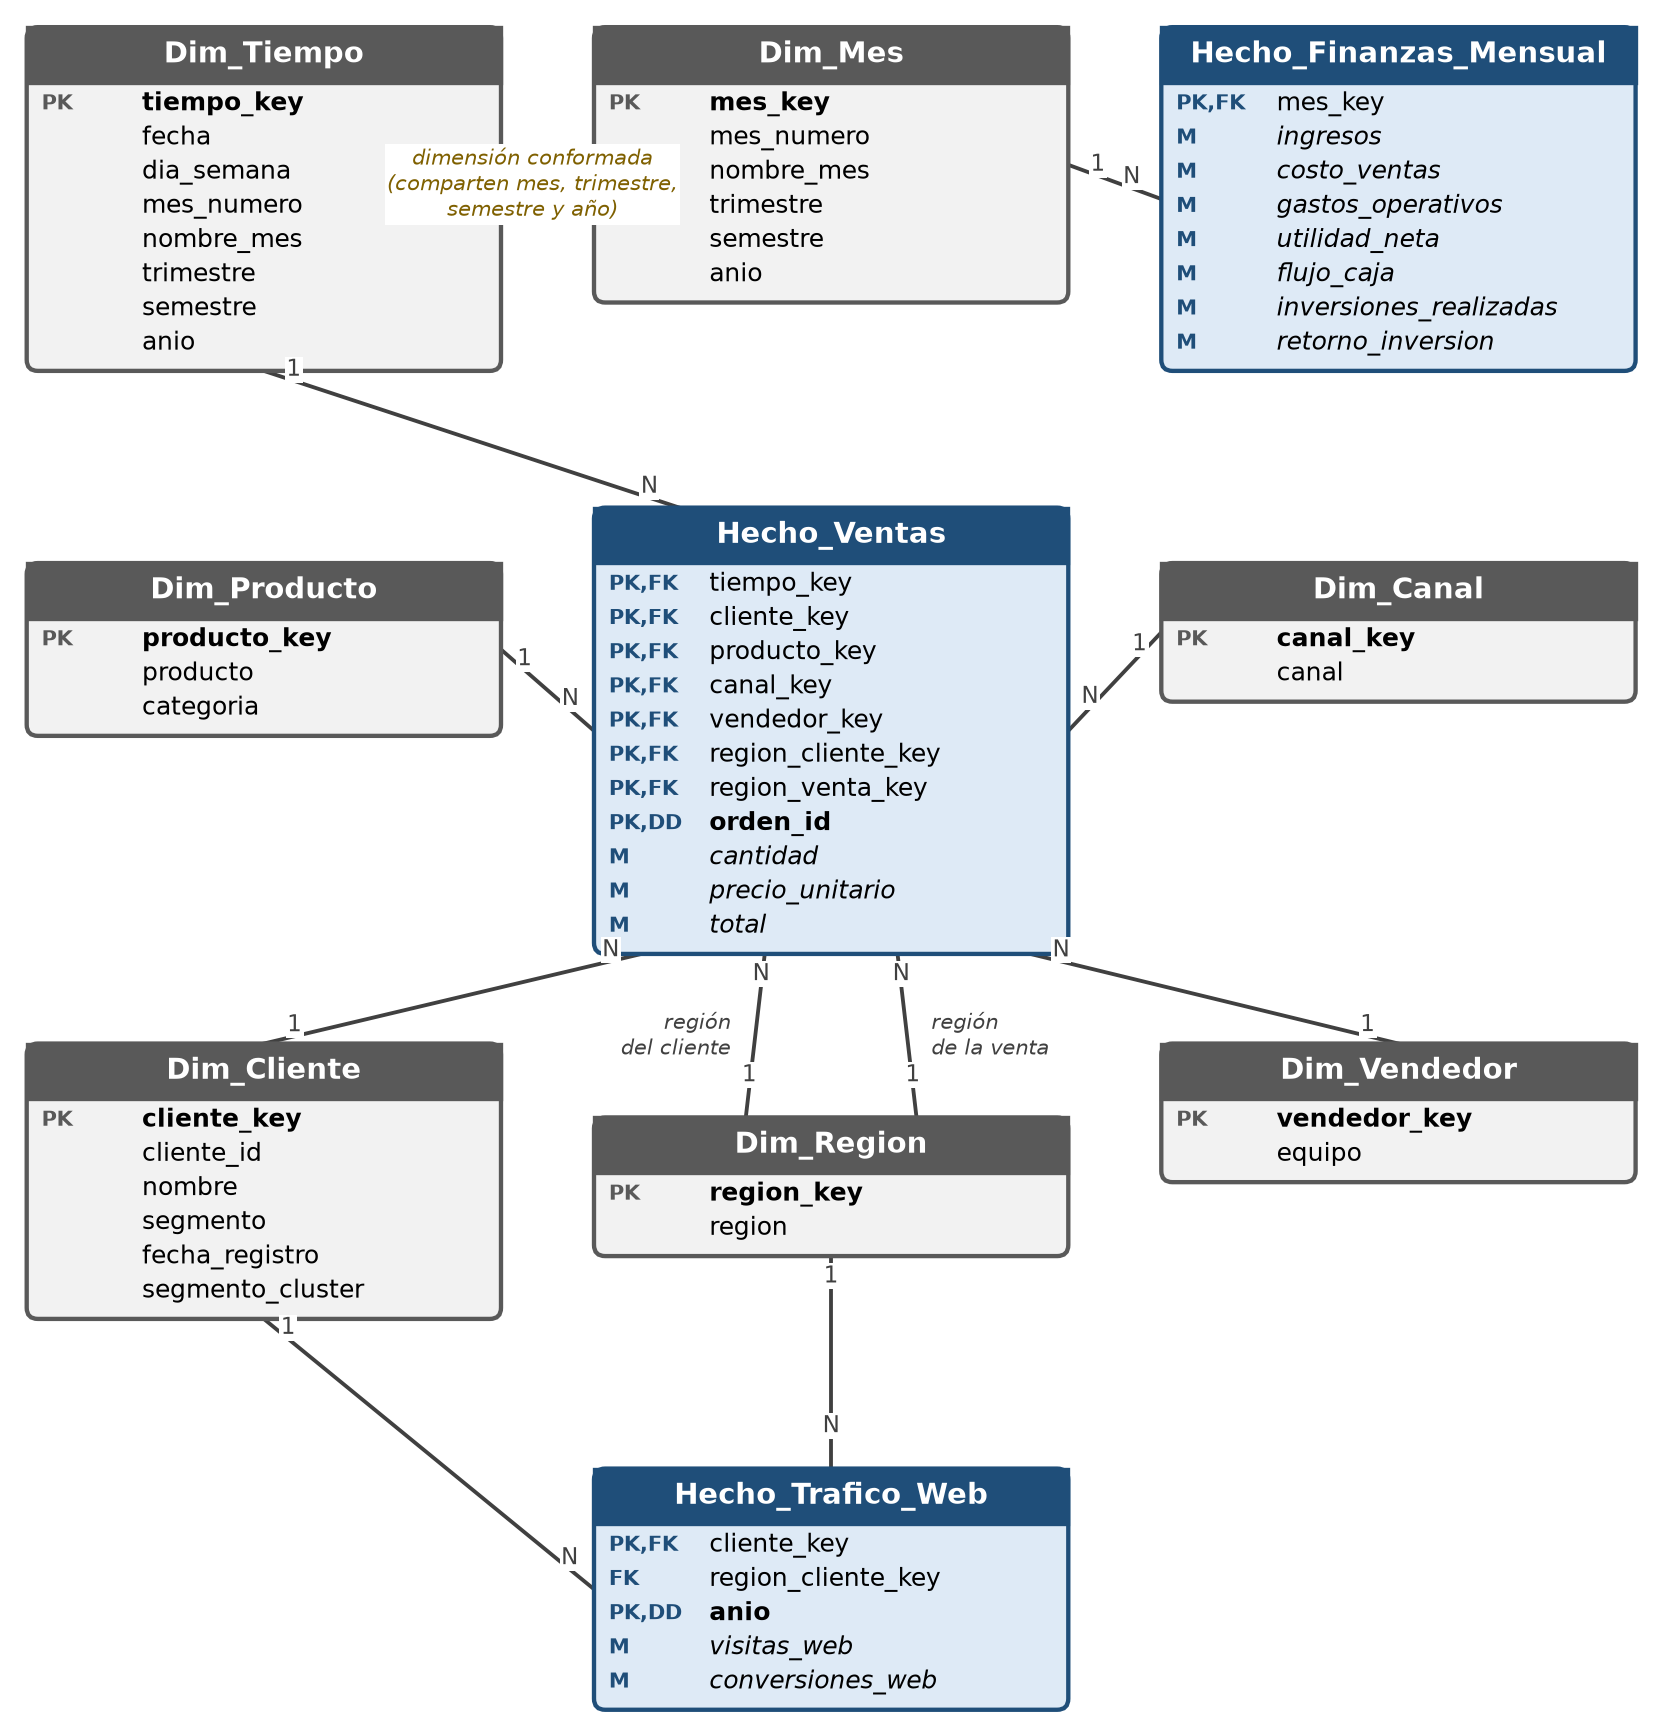 Dim_Tiempo
PK tiempo_key
fecha
dia_semana
mes_numero
nombre_mes
trimestre
semestre
anio
dimensión conformada
(comparten mes, trimestre,
semestre y año)
Dim_Mes
PK mes_key
mes_numero
nombre_mes
trimestre
semestre
anio
1
N
Hecho_Finanzas_Mensual
PK,FK mes_key
M ingresos
M costo_ventas
M gastos_operativos
M utilidad_neta
M flujo_caja
M inversiones_realizadas
M retorno_inversion
1
N
Dim_Producto
PK producto_key
producto
categoria
1
N
Hecho_Ventas
PK,FK tiempo_key
PK,FK cliente_key
PK,FK producto_key
PK,FK canal_key
PK,FK vendedor_key
PK,FK region_cliente_key
PK,FK region_venta_key
PK,DD orden_id
M cantidad
M precio_unitario
M total
1
N
Dim_Canal
PK canal_key
canal
N
1
N
1
región
del cliente
N
1
región
de la venta
N
1
Dim_Cliente
PK cliente_key
cliente_id
nombre
segmento
fecha_registro
segmento_cluster
Dim_Region
PK region_key
region
Dim_Vendedor
PK vendedor_key
equipo
1
N
1
N
Hecho_Trafico_Web
PK,FK cliente_key
FK region_cliente_key
PK,DD anio
M visitas_web
M conversiones_web